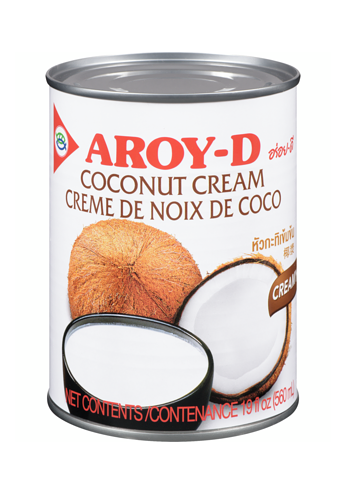 AROY-D อร่อย-ดี
COCONUT CREAM
CREME DE NOIX DE COCO
หัวกะทิเข้มข้น
CREAM
NET CONTENTS/CONTENANCE 19 fl oz (560 mL